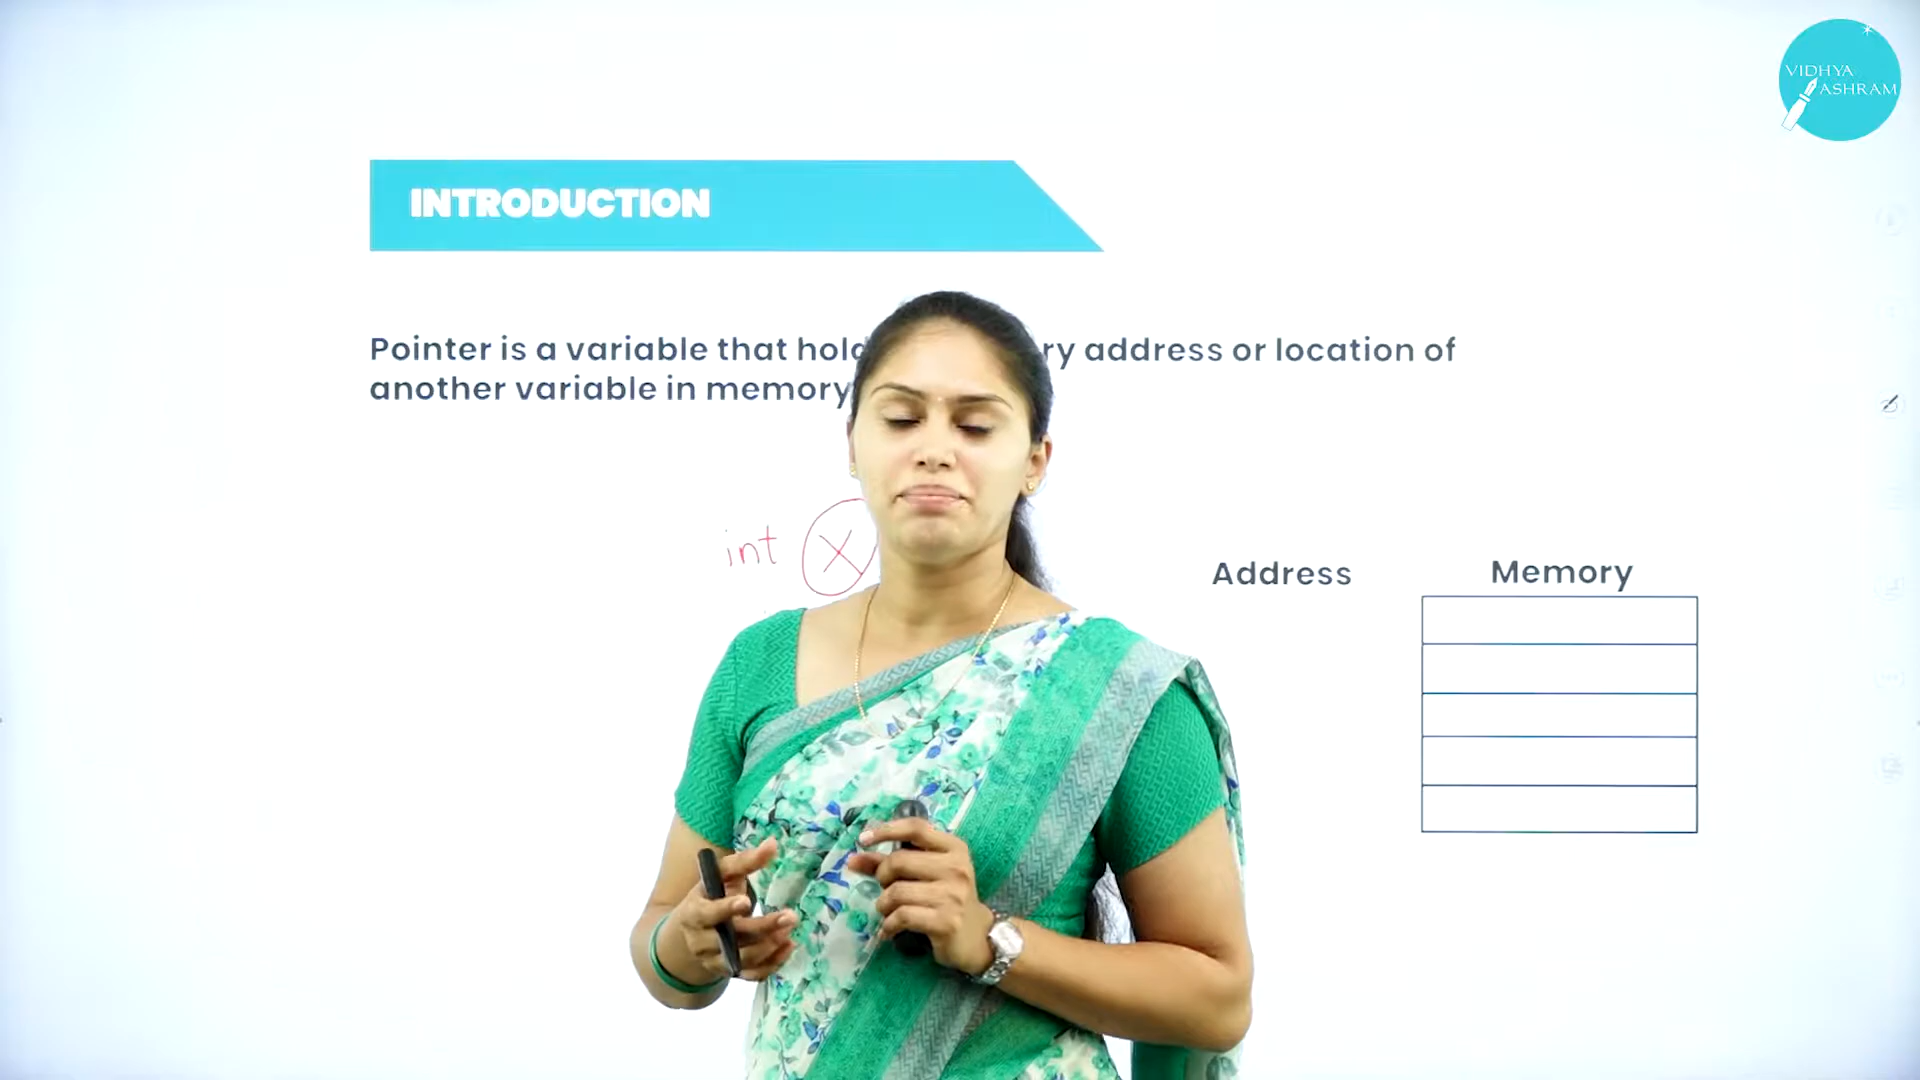 VIDHYA
ASHRAM
INTRODUCTION
Pointer is a variable that hold ry address or location of
another variable in memory
int X
Address Memory